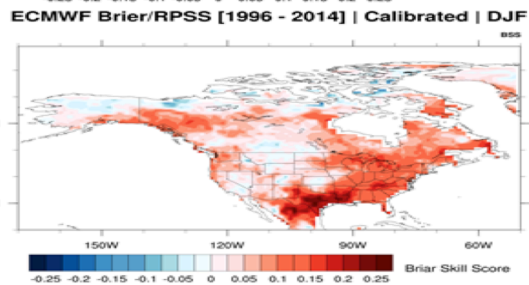 ECMWF Brier/RPSS [1996 - 2014] | Calibrated | DJF
BSS
150W 120W 90W 60W
-0.25 -0.2 -0.15 -0.1 -0.05 0 0.05 0.1 0.15 0.2 0.25 Briar Skill Score